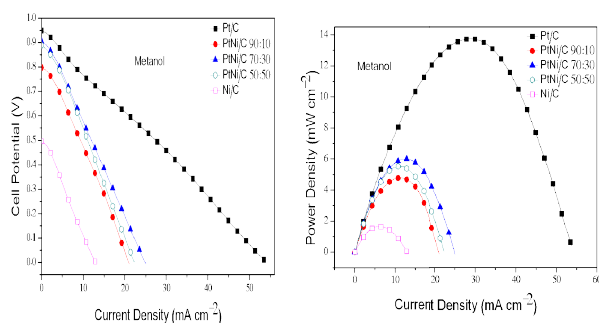 Pt/C
PtNi/C 90:10
PtNi/C 70:30
PtNi/C 50:50
Ni/C
Metanol
Cell Potential (V)
1.0
0.9
0.8
0.7
0.6
0.5
0.4
0.3
0.2
0.1
0.0
0 10 20 30 40 50
Current Density (mA cm⁻²)
Pt/C
PtNi/C 90:10
PtNi/C 70:30
PtNi/C 50:50
Ni/C
Metanol
Power Density (mW cm⁻²)
14
12
10
8
6
4
2
0
0 10 20 30 40 50 60
Current Density (mA cm⁻²)